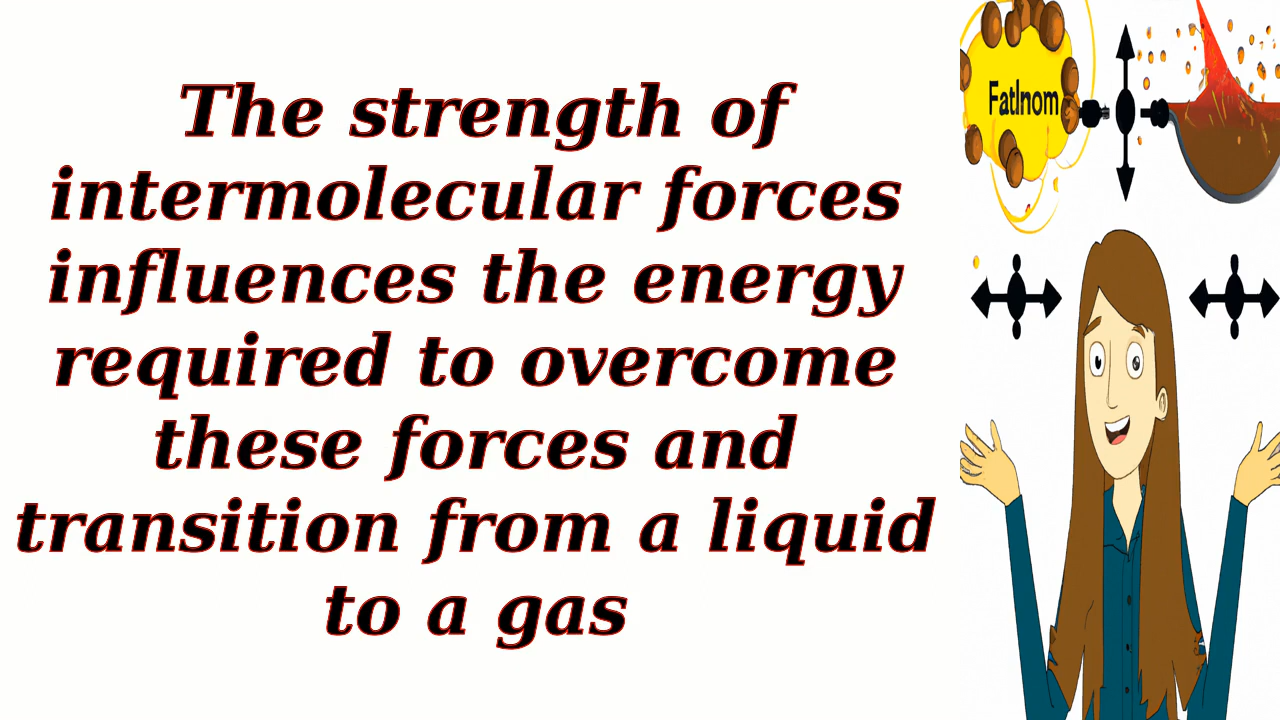 The strength of
intermolecular forces
influences the energy
required to overcome
these forces and
transition from a liquid
to a gas
Fatlnom